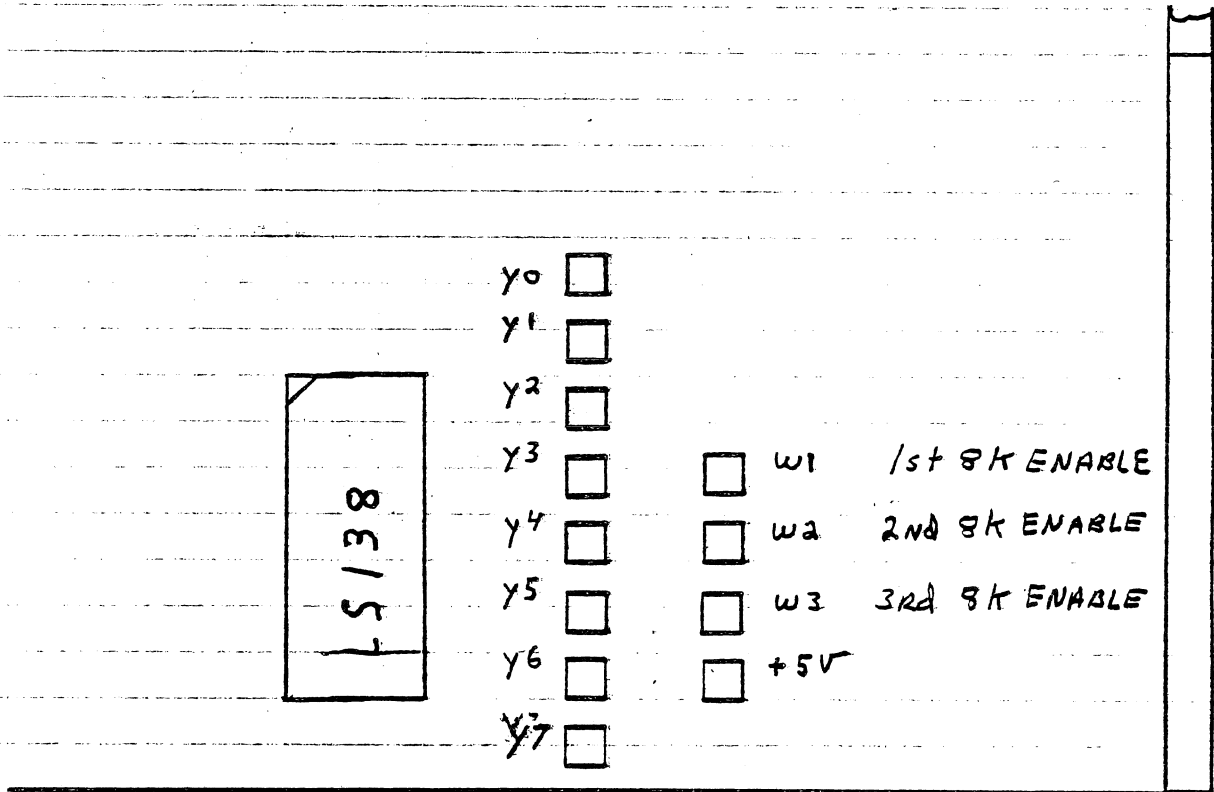 y0
y1
y2
y3 W1 1st 8K ENABLE
y4 W2 2nd 8K ENABLE
y5 W3 3Rd 8K ENABLE
y6 +5V
y7
LS138